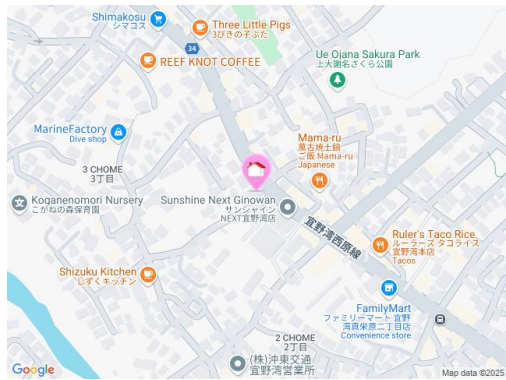 Shimakosu
シマコス
Three Little Pigs
3びきの子ぶた
34
REEF KNOT COFFEE
Ue Ojana Sakura Park
上大謝名さくら公園
MarineFactory
Dive shop
Mama-ru
萬古焼土鍋
ご飯 Mama-ru
Japanese
3 CHOME
3丁目
Koganenomori Nursery
こがねの森保育園
Sunshine Next Ginowan
サンシャイン
NEXT宜野湾店
宜野湾西原線
Ruler's Taco Rice
ルーラーズ タコライス
宜野湾本店
Tacos
Shizuku Kitchen
しずくキッチン
FamilyMart
ファミリーマート 宜野
湾真栄原二丁目店
Convenience store
2 CHOME
2丁目
(株)沖東交通
宜野湾営業所
Google
Map data ©2025